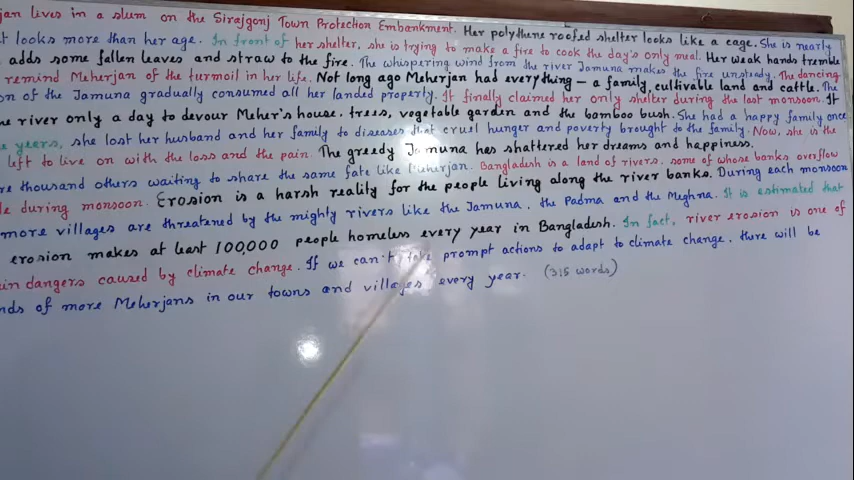 jan lives in a slum on the Sirajgonj Town Protection Embankment. Her polythene roofed shelter looks like a cage. She is nearly
t looks more than her age. In front of her shelter, she is trying to make a fire to cook the day's only meal. Her weak hands tremble
adds some fallen leaves and straw to the fire. The whispering wind from the river Jamuna makes the fire unsteady. The dancing
remind Meherjan of the turmoil in her life. Not long ago Meherjan had everything – a family, cultivable land and cattle. The
on of the Jamuna gradually consumed all her landed property. It finally claimed her only shelter during the last monsoon. It
he river only a day to devour Meher's house, trees, vegetable garden and the bamboo bush. She had a happy family once
e years, she lost her husband and her family to diseases that cruel hunger and poverty brought to the family. Now, she is the
left to live on with the loss and the pain. The greedy Jamuna has shattered her dreams and happiness.
re thousand others waiting to share the same fate like Meherjan. Bangladesh is a land of rivers. some of whose banks overflow
de during monsoon. Erosion is a harsh reality for the people living along the river banks. During each monsoon
more villages are threatened by the mighty rivers like the Jamuna, the Padma and the Meghna. It is estimated that
erosion makes at least 100,000 people homeless every year in Bangladesh. In fact, river erosion is one of
in dangers caused by climate change. If we can't take prompt actions to adapt to climate change, there will be
nds of more Meherjans in our towns and villages every year. (315 words)